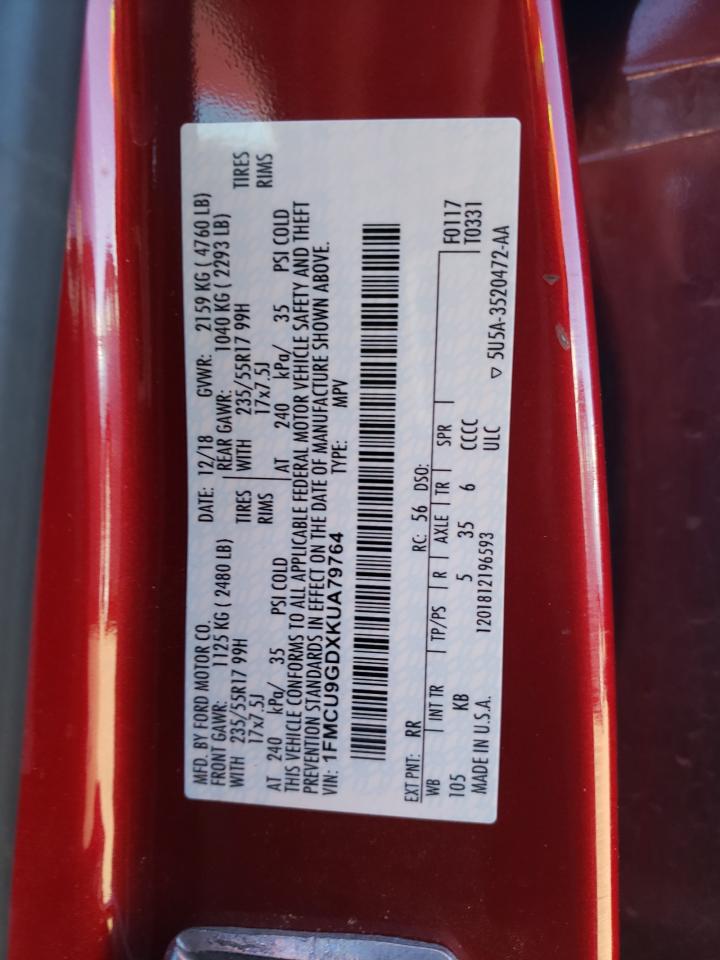 MFD. BY FORD MOTOR CO.
DATE: 12/18 GVWR: 2159 KG ( 4760 LB)
FRONT GAWR: 1125 KG ( 2480 LB) REAR GAWR: 1040 KG ( 2293 LB)
WITH 235/55R17 99H TIRES WITH 235/55R17 99H TIRES
17x7.5J RIMS 17x7.5J RIMS
AT 240 kPa/ 35 PSI COLD AT 240 kPa/ 35 PSI COLD
THIS VEHICLE CONFORMS TO ALL APPLICABLE FEDERAL MOTOR VEHICLE SAFETY AND THEFT
PREVENTION STANDARDS IN EFFECT ON THE DATE OF MANUFACTURE SHOWN ABOVE.
VIN: 1FMCU9GDXKUA79764 TYPE: MPV
EXT PNT: RR RC: 56 DSO: F0117
WB INT TR TP/PS R AXLE TR SPR T0331
105 KB 5 35 6 CCCC
MADE IN U.S.A. 1201812196593 ULC
▽ 5U5A-3520472-AA